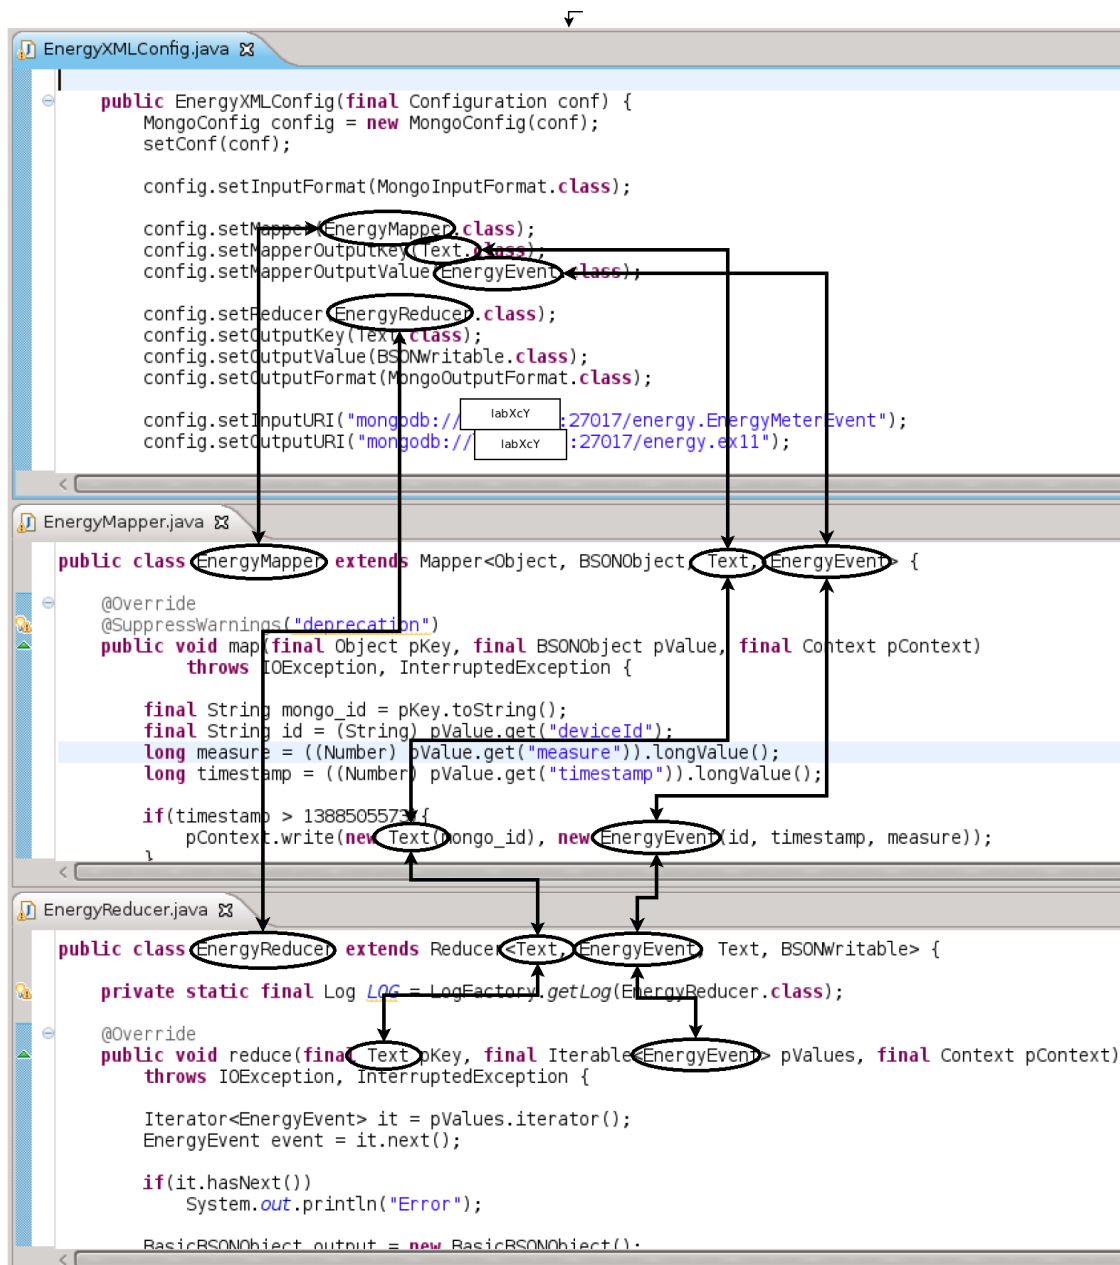 EnergyXMLConfig.java
public EnergyXMLConfig(final Configuration conf) {
MongoConfig config = new MongoConfig(conf);
setConf(conf);
config.setInputFormat(MongoInputFormat.class);
config.setMapper(EnergyMapper.class);
config.setMapperOutputKey(Text.class);
config.setMapperOutputValue(EnergyEvent.class);
config.setReducer(EnergyReducer.class);
config.setOutputKey(Text.class);
config.setOutputValue(BSONWritable.class);
config.setOutputFormat(MongoOutputFormat.class);
config.setInputURI("mongodb://labXcY:27017/energy.EnergyMeterEvent");
config.setOutputURI("mongodb://labXcY:27017/energy.ex11");
EnergyMapper.java
public class EnergyMapper extends Mapper<Object, BSONObject, Text, EnergyEvent> {
@Override
@SuppressWarnings("deprecation")
public void map(final Object pKey, final BSONObject pValue, final Context pContext)
throws IOException, InterruptedException {
final String mongo_id = pKey.toString();
final String id = (String) pValue.get("deviceId");
long measure = ((Number) pValue.get("measure")).longValue();
long timestamp = ((Number) pValue.get("timestamp")).longValue();
if(timestamp > 1388505573){
pContext.write(new Text(mongo_id), new EnergyEvent(id, timestamp, measure));
}
EnergyReducer.java
public class EnergyReducer extends Reducer<Text, EnergyEvent, Text, BSONWritable> {
private static final Log LOG = LogFactory.getLog(EnergyReducer.class);
@Override
public void reduce(final Text pKey, final Iterable<EnergyEvent> pValues, final Context pContext)
throws IOException, InterruptedException {
Iterator<EnergyEvent> it = pValues.iterator();
EnergyEvent event = it.next();
if(it.hasNext())
System.out.println("Error");
BasicBSONObject output = new BasicBSONObject();